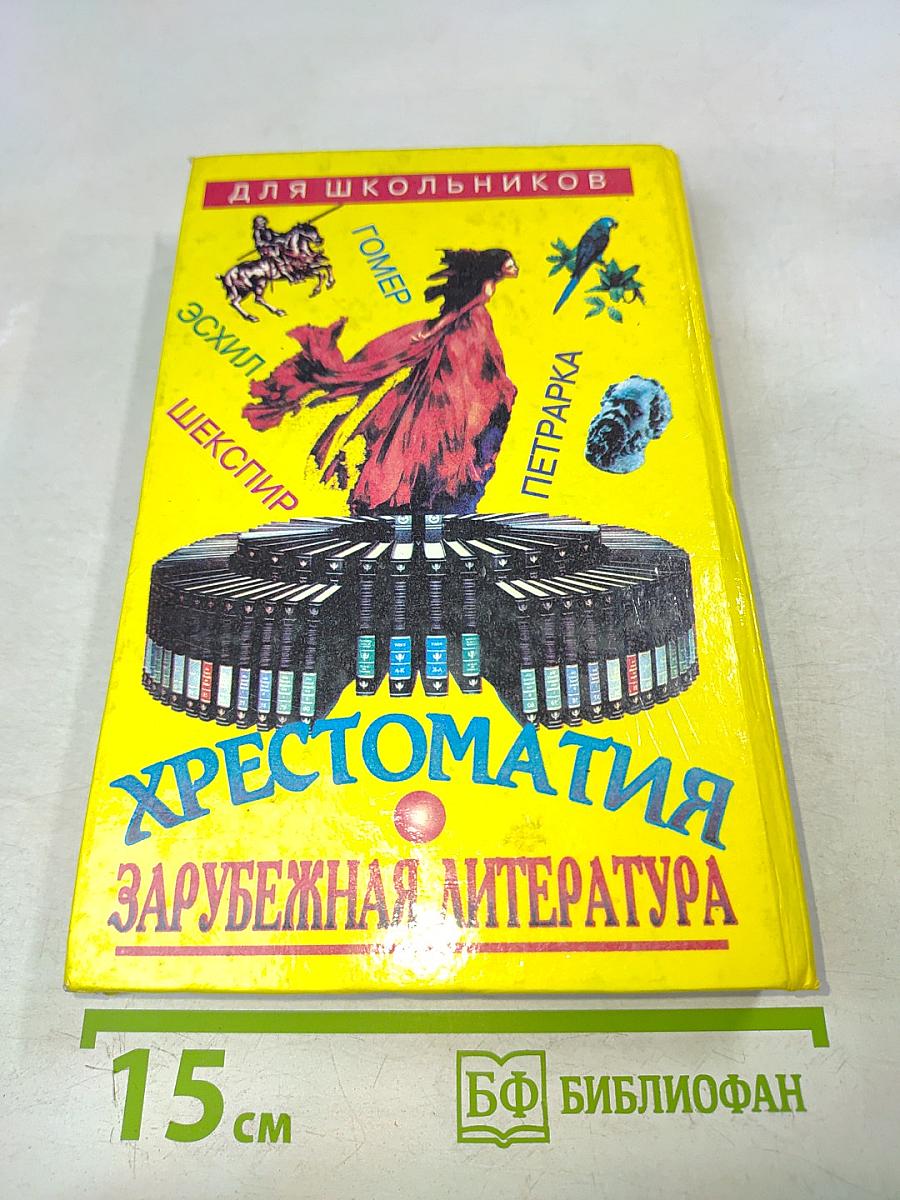 ДЛЯ ШКОЛЬНИКОВ
ГОМЕР
ЭСХИЛ
ШЕКСПИР
ПЕТРАРКА
ХРЕСТОМАТИЯ
ЗАРУБЕЖНАЯ ЛИТЕРАТУРА
15 см
БФ БИБЛИОФАН